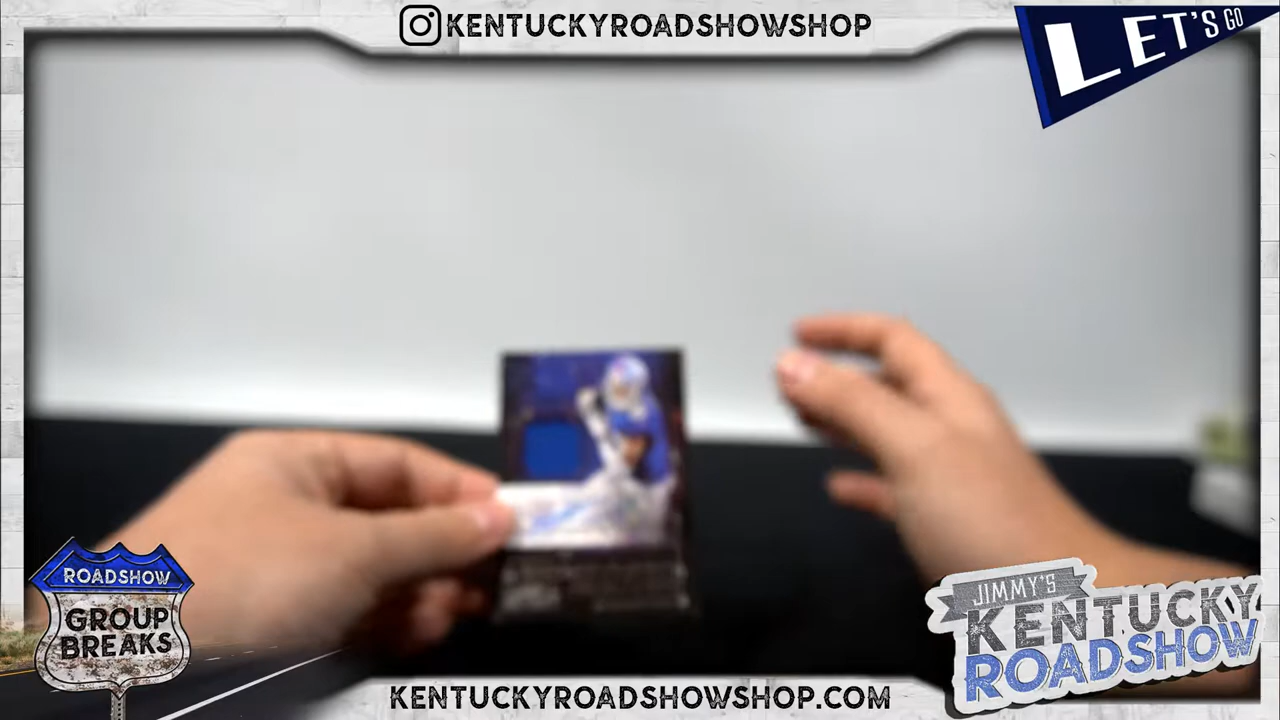 KENTUCKYROADSHOWSHOP
LET'S GO
ROADSHOW
GROUP
BREAKS
JIMMY'S
KENTUCKY
ROADSHOW
KENTUCKYROADSHOWSHOP.COM